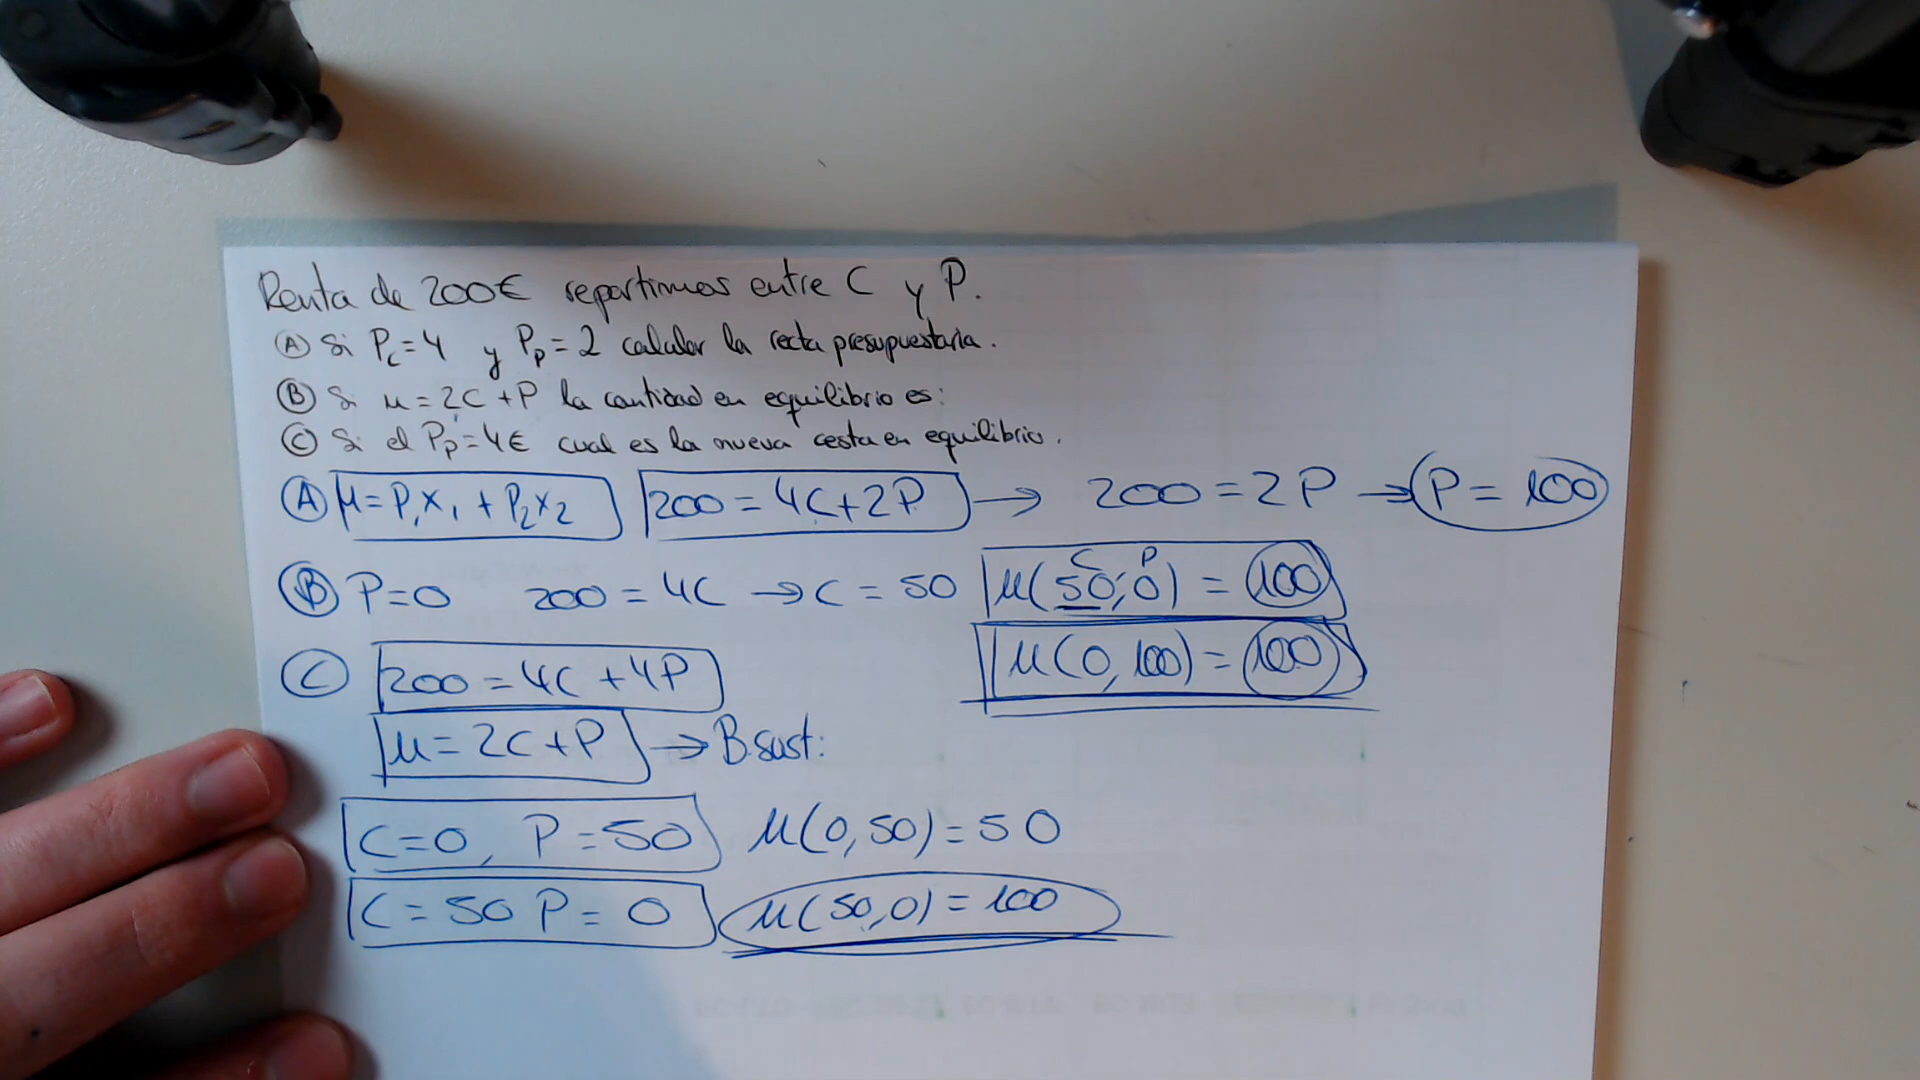 Renta de 200€ repartimos entre C y P.
Ⓐ Si Pc=4 y Pp=2 calcular la recta presupuestaria.
Ⓑ Si u=2C+P la cantidad en equilibrio es:
Ⓒ Si el Pp=4€ cual es la nueva cesta en equilibrio.
Ⓐ M=P₁x₁+P₂x₂ 200=4C+2P → 200=2P → P=100
Ⓑ P=0 200=4C → C=50 C P
u(50;0)=100
u(0,100)=100
Ⓒ 200=4C+4P
u=2C+P → B.sust:
C=0, P=50 u(0,50)=50
C=50 P=0 u(50,0)=100